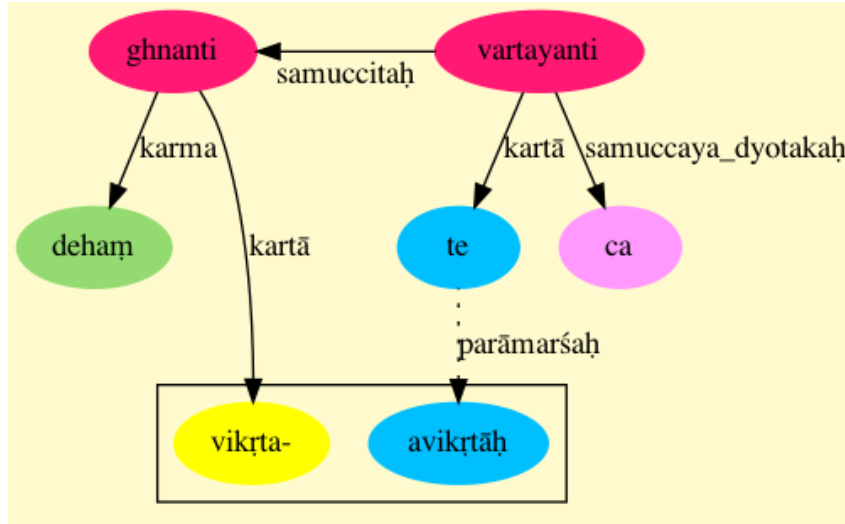 ghnanti vartayanti
samuccitaḥ
karma kartā samuccaya_dyotakaḥ
dehaṃ kartā te ca
parāmarśaḥ
vikṛta- avikṛtāḥ